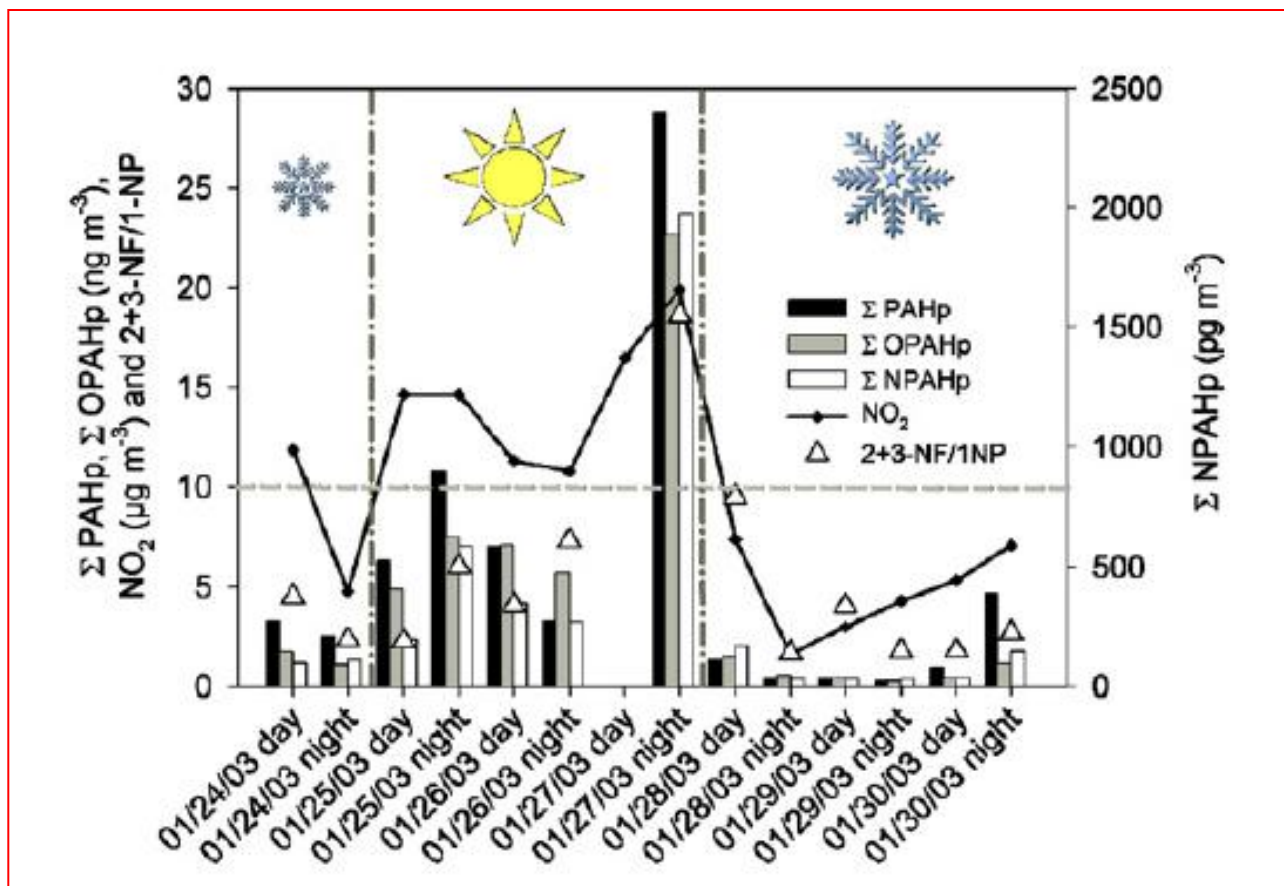 Σ PAHp, Σ OPAHp (ng m⁻³),
NO₂ (µg m⁻³) and 2+3-NF/1-NP
30
25
20
15
10
5
0
2500
2000
1500
1000
500
0
Σ NPAHp (pg m⁻³)
Σ PAHp
Σ OPAHp
Σ NPAHp
NO₂
2+3-NF/1NP
01/24/03 day
01/24/03 night
01/25/03 day
01/25/03 night
01/26/03 day
01/26/03 night
01/27/03 day
01/27/03 night
01/28/03 day
01/28/03 night
01/29/03 day
01/29/03 night
01/30/03 day
01/30/03 night